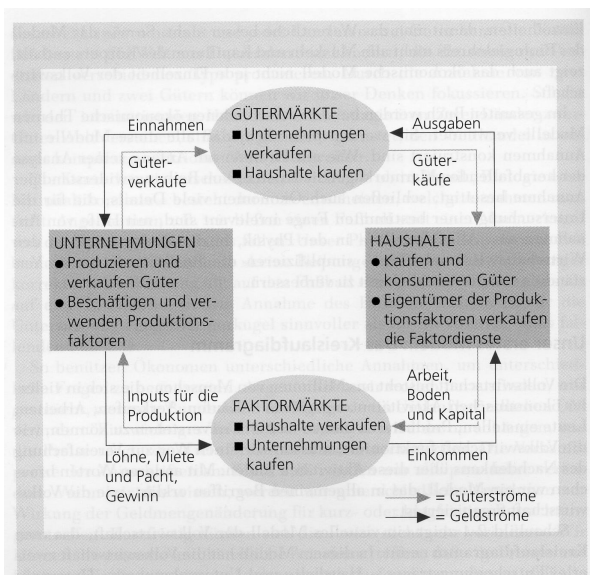 GÜTERMÄRKTE
■ Unternehmungen
verkaufen
■ Haushalte kaufen
Einnahmen
Ausgaben
Güter-
verkäufe
Güter-
käufe
UNTERNEHMUNGEN
● Produzieren und
verkaufen Güter
● Beschäftigen und ver-
wenden Produktions-
faktoren
HAUSHALTE
● Kaufen und
konsumieren Güter
● Eigentümer der Produk-
tionsfaktoren verkaufen
die Faktordienste
Inputs für die
Produktion
Löhne, Miete
und Pacht,
Gewinn
FAKTORMÄRKTE
■ Haushalte verkaufen
■ Unternehmungen
kaufen
Arbeit,
Boden
und Kapital
Einkommen
= Güterströme
= Geldströme